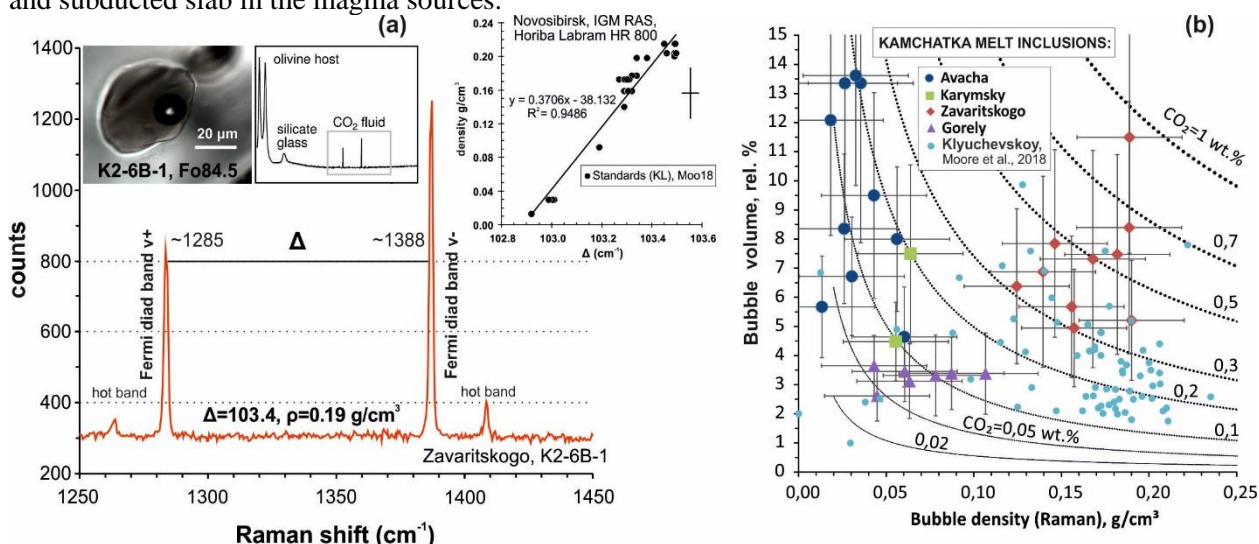 and subducted slab in the magma sources.
(a)
1400
1300
1200
1100
1000
900
800
600
400
200
counts
olivine host
silicate
glass
CO₂ fluid
20 µm
K2-6B-1, Fo84.5
Novosibirsk, IGM RAS,
Horiba Labram HR 800
0.24
0.20
0.16
0.12
0.08
0.04
0.00
density g/cm³
y = 0.3706x - 38.132
R² = 0.9486
Standards (KL), Moo18
102.8 103.0 103.2 103.4 103.6
Δ (cm⁻¹)
~1285
Δ
~1388
Fermi diad band v+
Fermi diad band v-
hot band
hot band
Δ=103.4, ρ=0.19 g/cm³
Zavaritskogo, K2-6B-1
1250 1300 1350 1400 1450
Raman shift (cm⁻¹)
(b)
15
14
13
12
11
10
9
8
7
6
5
4
3
2
1
0
Bubble volume, rel. %
KAMCHATKA MELT INCLUSIONS:
Avacha
Karymsky
Zavaritskogo
Gorely
Klyuchevskoy,
Moore et al., 2018
CO₂=1 wt.%
0,7
0,5
0,3
0,2
0,1
CO₂=0,05 wt.%
0,02
0,00 0,05 0,10 0,15 0,20 0,25
Bubble density (Raman), g/cm³